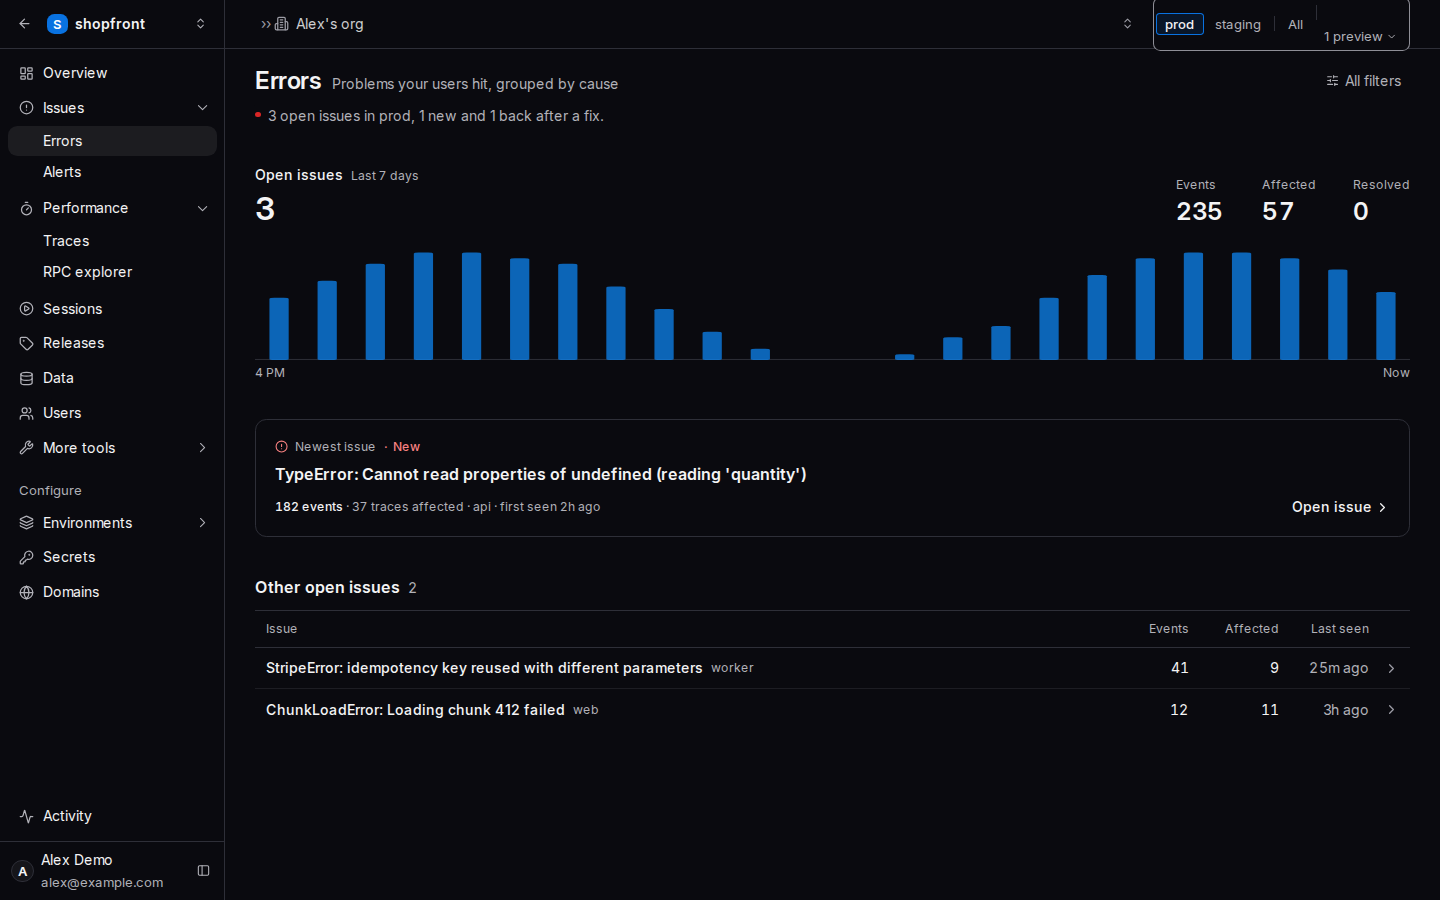 S shopfront
Alex's org
prod staging All 1 preview
Overview
Issues
Errors
Alerts
Performance
Traces
RPC explorer
Sessions
Releases
Data
Users
More tools
Configure
Environments
Secrets
Domains
Activity
A Alex Demo
alex@example.com
Errors Problems your users hit, grouped by cause
All filters
3 open issues in prod, 1 new and 1 back after a fix.
Open issues Last 7 days
3
Events Affected Resolved
235 57 0
4 PM Now
Newest issue · New
TypeError: Cannot read properties of undefined (reading 'quantity')
182 events · 37 traces affected · api · first seen 2h ago
Open issue
Other open issues 2
Issue Events Affected Last seen
StripeError: idempotency key reused with different parameters worker 41 9 25m ago
ChunkLoadError: Loading chunk 412 failed web 12 11 3h ago